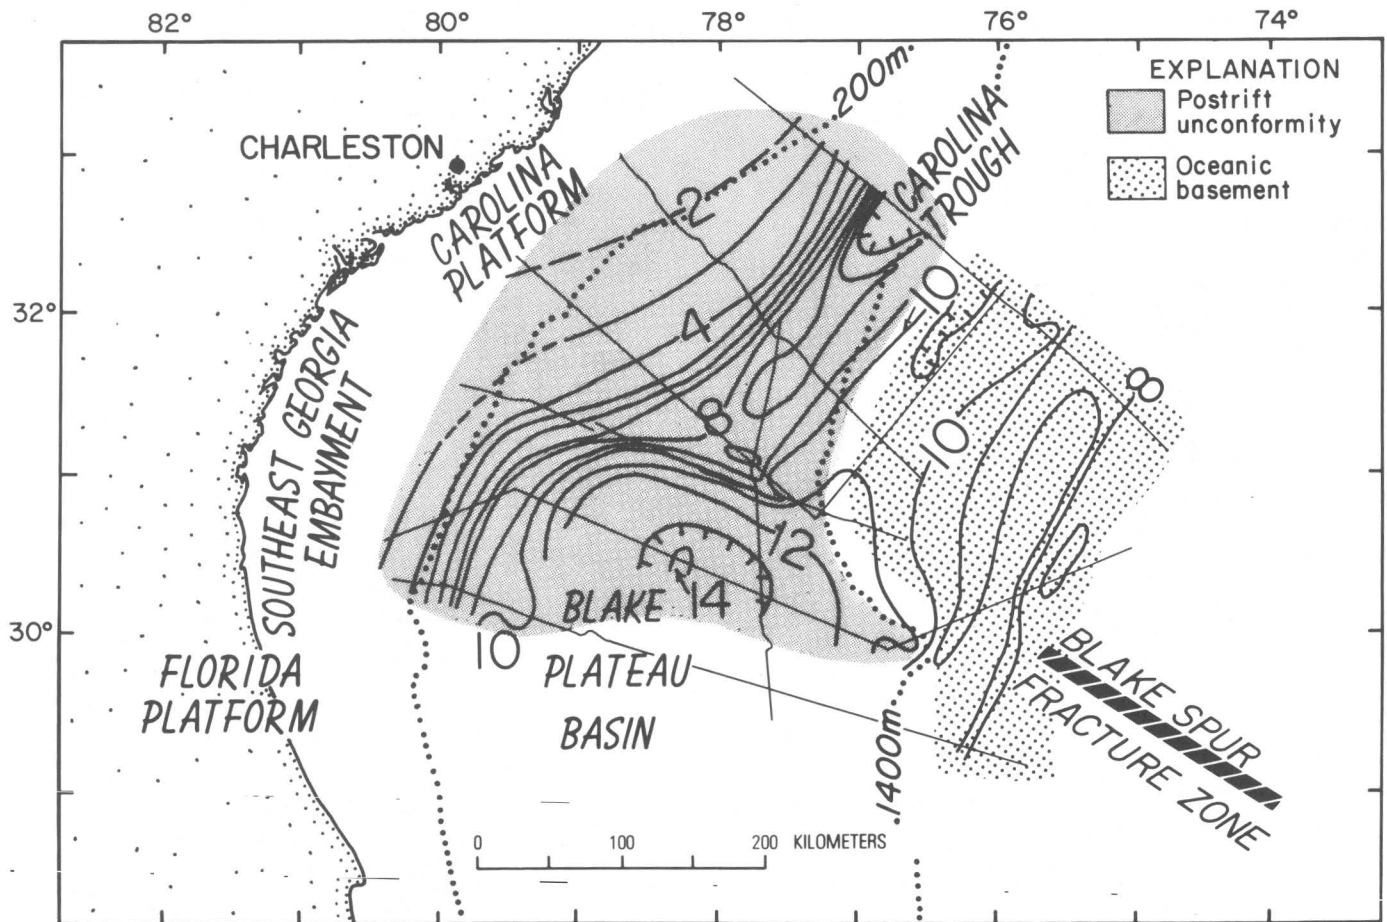 82°
80°
78°
76°
74°
EXPLANATION
Postrift
unconformity
Oceanic
basement
200m.
CHARLESTON
CAROLINA
PLATFORM
CAROLINA
TROUGH
2
32°
4
10
8
8
10
SOUTHEAST GEORGIA
EMBAYMENT
12
14
BLAKE
PLATEAU
BASIN
10
30°
FLORIDA
PLATFORM
BLAKE SPUR
FRACTURE ZONE
1400m.
0 100 200 KILOMETERS